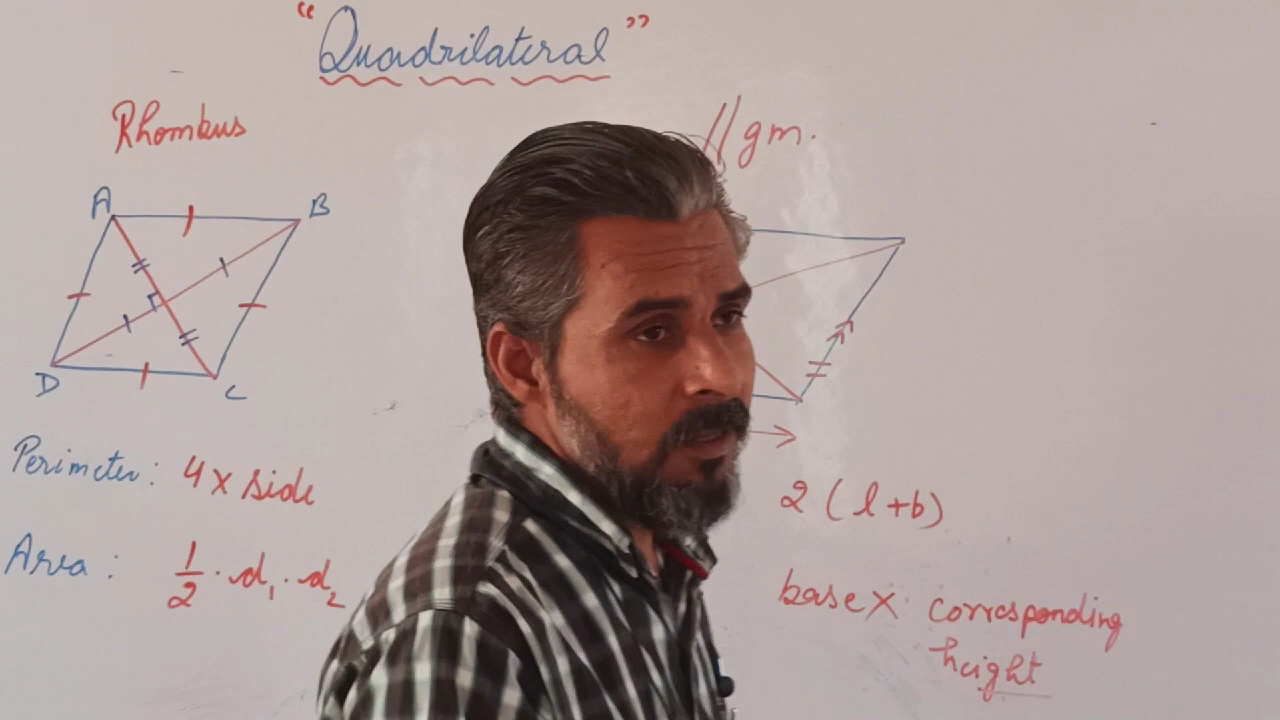 "Quadrilateral"
Rhombus
A
B
D
C
Perimeter: 4 x side
Area: 1/2 · d₁ · d₂
//gm.
2 (l+b)
base x corresponding
height